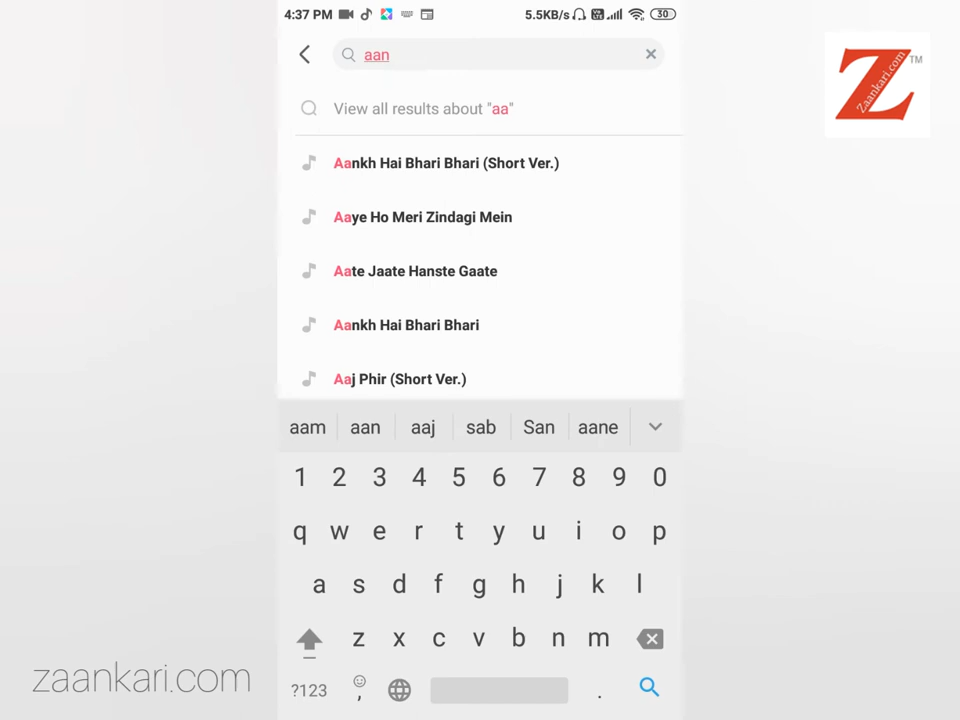 4:37 PM 5.5KB/s 30
aan
View all results about "aa"
Aankh Hai Bhari Bhari (Short Ver.)
Aaye Ho Meri Zindagi Mein
Aate Jaate Hanste Gaate
Aankh Hai Bhari Bhari
Aaj Phir (Short Ver.)
aam aan aaj sab San aane
1 2 3 4 5 6 7 8 9 0
q w e r t y u i o p
a s d f g h j k l
z x c v b n m
?123 , .
Z Zaankari.com TM
zaankari.com